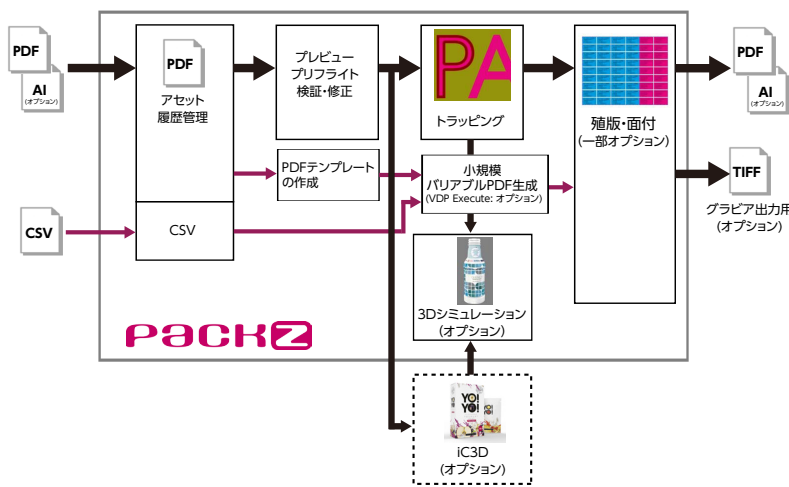 PDF
AI
(オプション)
PDF
アセット
履歴管理
プレビュー
プリフライト
検証・修正
PA
トラッピング
殖版・面付
(一部オプション)
PDF
AI
(オプション)
PDFテンプレート
の作成
小規模
バリアブルPDF生成
(VDP Execute: オプション)
TIFF
グラビア出力用
(オプション)
CSV
CSV
3Dシミュレーション
(オプション)
PACKZ
YO!
YO!
iC3D
(オプション)